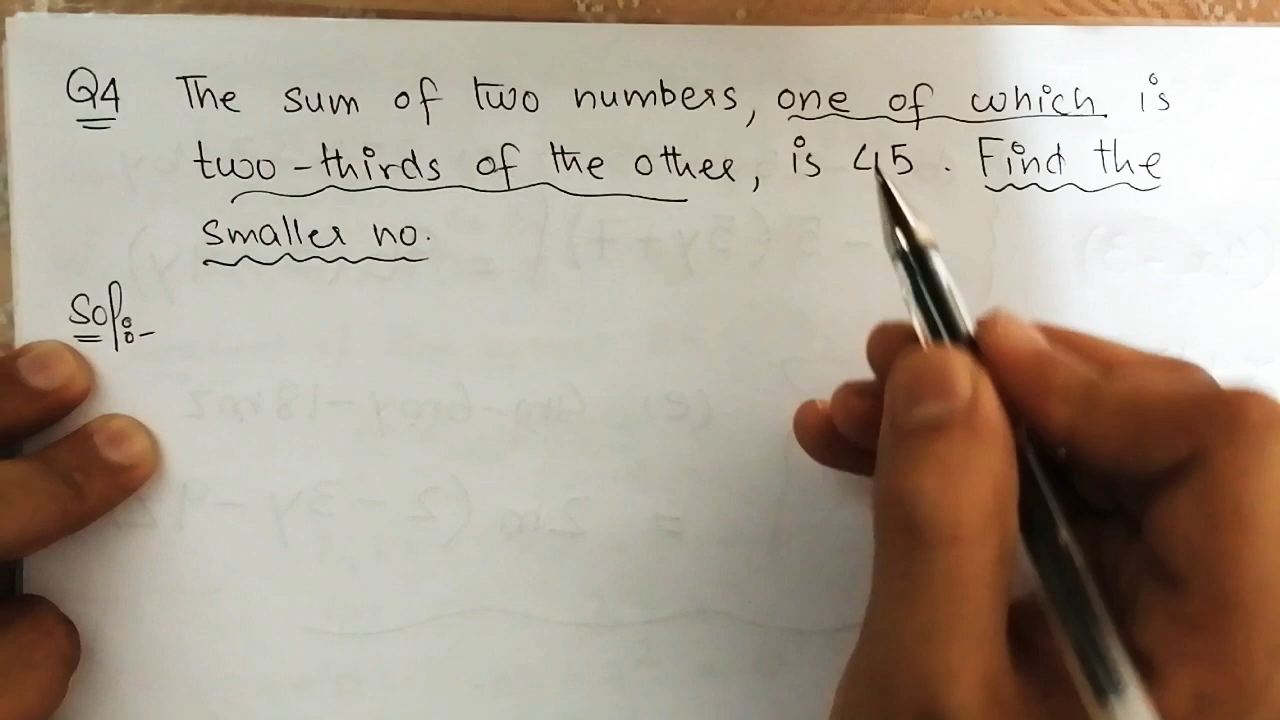 Q4 The sum of two numbers, one of which is
two-thirds of the other, is 45. Find the
smaller no.
Sol:-